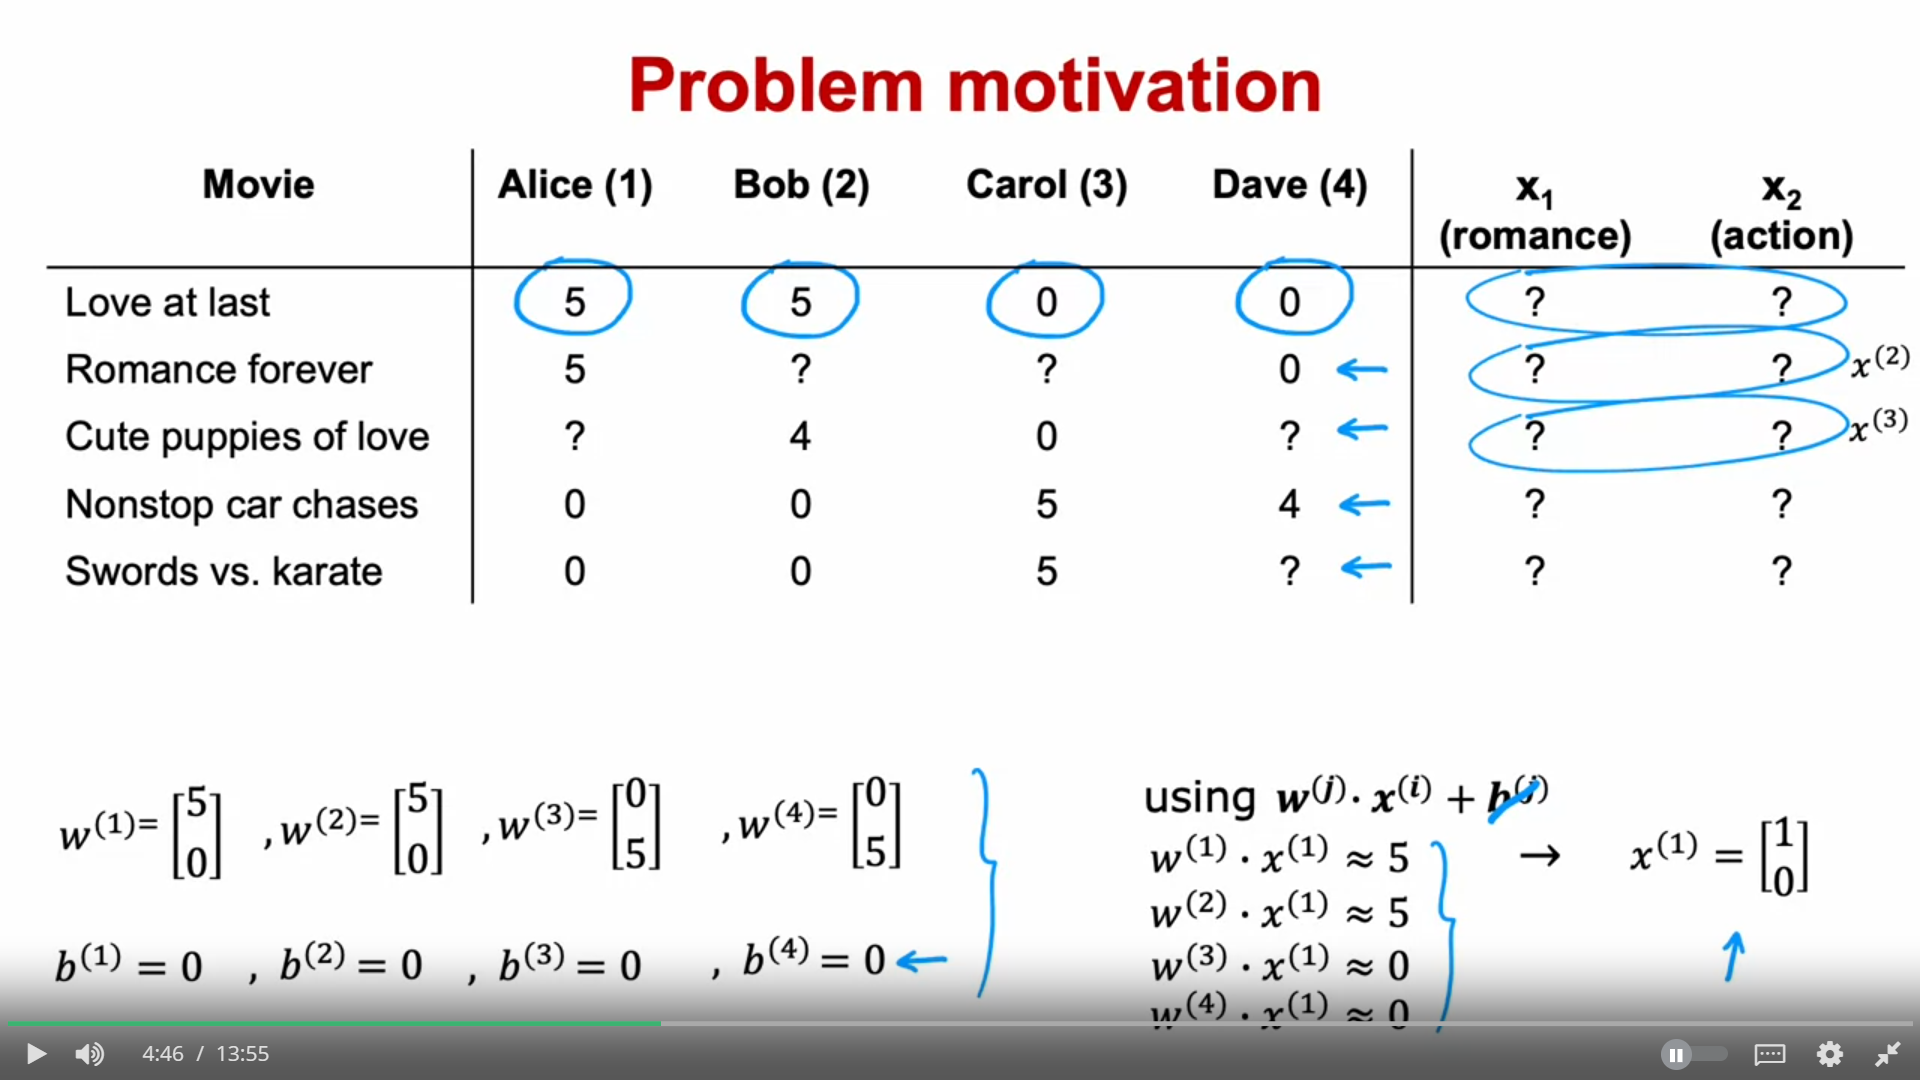 Problem motivation
Movie Alice (1) Bob (2) Carol (3) Dave (4) x₁ (romance) x₂ (action)
Love at last 5 5 0 0 ? ?
Romance forever 5 ? ? 0 ← ? ? x⁽²⁾
Cute puppies of love ? 4 0 ? ← ? ? x⁽³⁾
Nonstop car chases 0 0 5 4 ← ? ?
Swords vs. karate 0 0 5 ? ← ? ?
w⁽¹⁾= [5 0] , w⁽²⁾= [5 0] , w⁽³⁾= [0 5] , w⁽⁴⁾= [0 5]
b⁽¹⁾ = 0 , b⁽²⁾ = 0 , b⁽³⁾ = 0 , b⁽⁴⁾ = 0 ←
using w⁽ʲ⁾ · x⁽ⁱ⁾ + b⁽ʲ⁾
w⁽¹⁾ · x⁽¹⁾ ≈ 5 → x⁽¹⁾ = [1 0]
w⁽²⁾ · x⁽¹⁾ ≈ 5
w⁽³⁾ · x⁽¹⁾ ≈ 0
w⁽⁴⁾ · x⁽¹⁾ ≈ 0
4:46 / 13:55